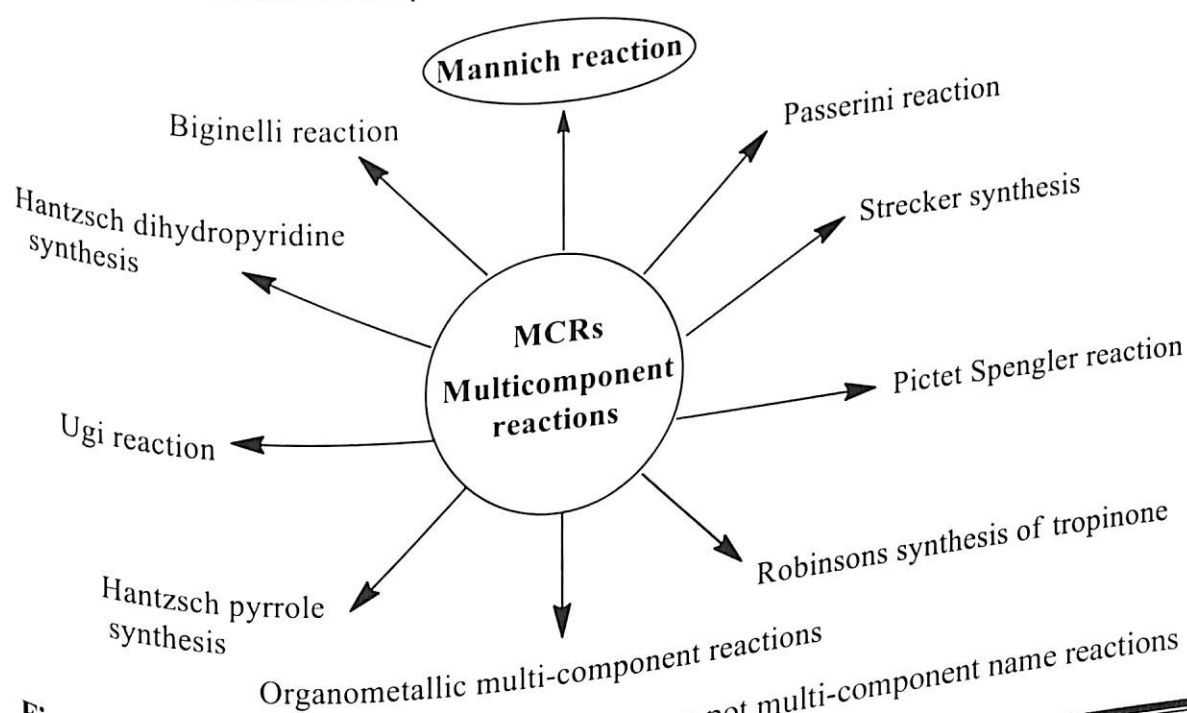 Mannich reaction
Biginelli reaction
Passerini reaction
Hantzsch dihydropyridine
synthesis
Strecker synthesis
MCRs
Multicomponent
reactions
Pictet Spengler reaction
Ugi reaction
Robinsons synthesis of tropinone
Hantzsch pyrrole
synthesis
Organometallic multi-component reactions
multi-component name reactions